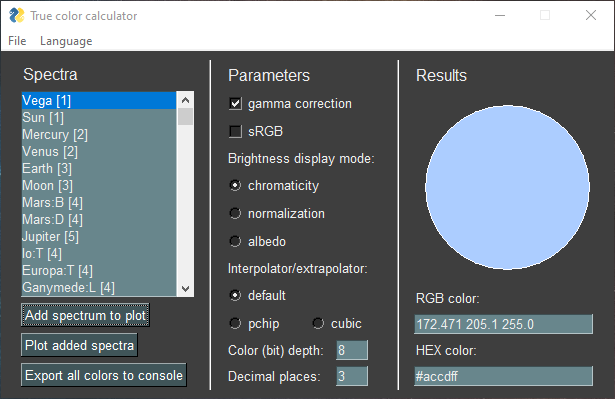 True color calculator
File Language
Spectra
Vega [1]
Sun [1]
Mercury [2]
Venus [2]
Earth [3]
Moon [3]
Mars:B [4]
Mars:D [4]
Jupiter [5]
Io:T [4]
Europa:T [4]
Ganymede:L [4]
Add spectrum to plot
Plot added spectra
Export all colors to console
Parameters
gamma correction
sRGB
Brightness display mode:
chromaticity
normalization
albedo
Interpolator/extrapolator:
default
pchip cubic
Color (bit) depth: 8
Decimal places: 3
Results
RGB color:
172.471 205.1 255.0
HEX color:
#accdff